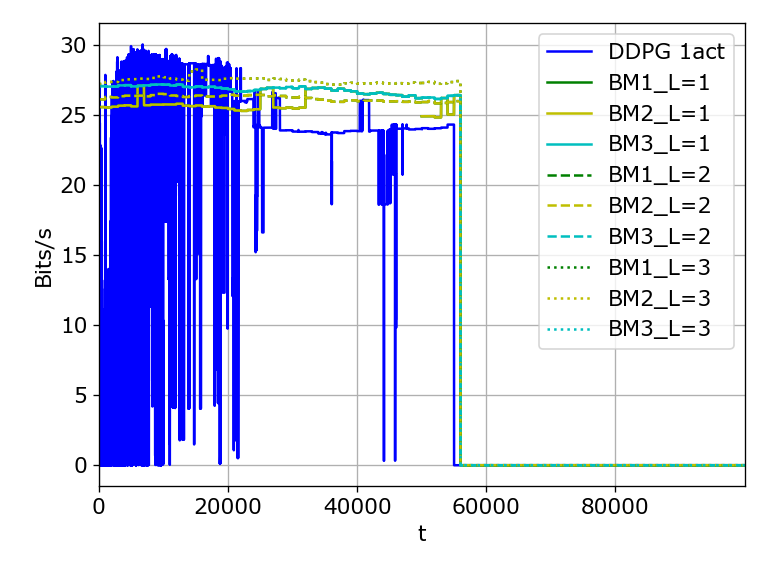 30
25
20
15
10
5
0
Bits/s
0 20000 40000 60000 80000
t
DDPG 1act
BM1_L=1
BM2_L=1
BM3_L=1
BM1_L=2
BM2_L=2
BM3_L=2
BM1_L=3
BM2_L=3
BM3_L=3